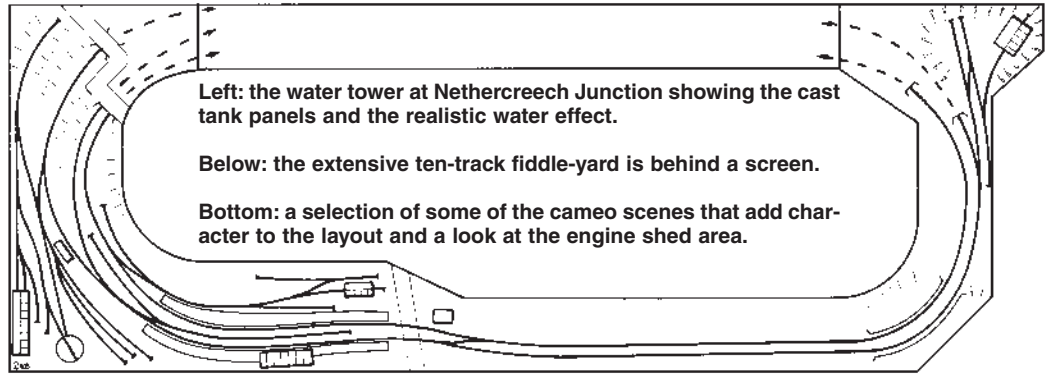 Left: the water tower at Nethercreech Junction showing the cast
tank panels and the realistic water effect.
Below: the extensive ten-track fiddle-yard is behind a screen.
Bottom: a selection of some of the cameo scenes that add char-
acter to the layout and a look at the engine shed area.